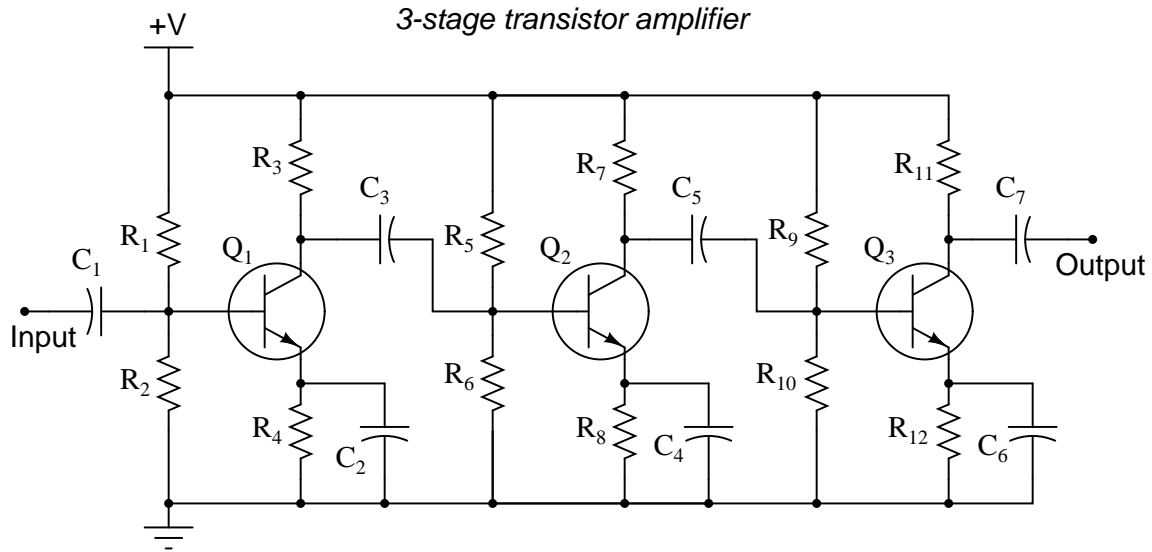 3-stage transistor amplifier
+V
R3
R7
R11
C3
C5
C7
R1
Q1
R5
Q2
R9
Q3
C1
Output
Input
R2
R6
R10
R4
C2
R8
C4
R12
C6